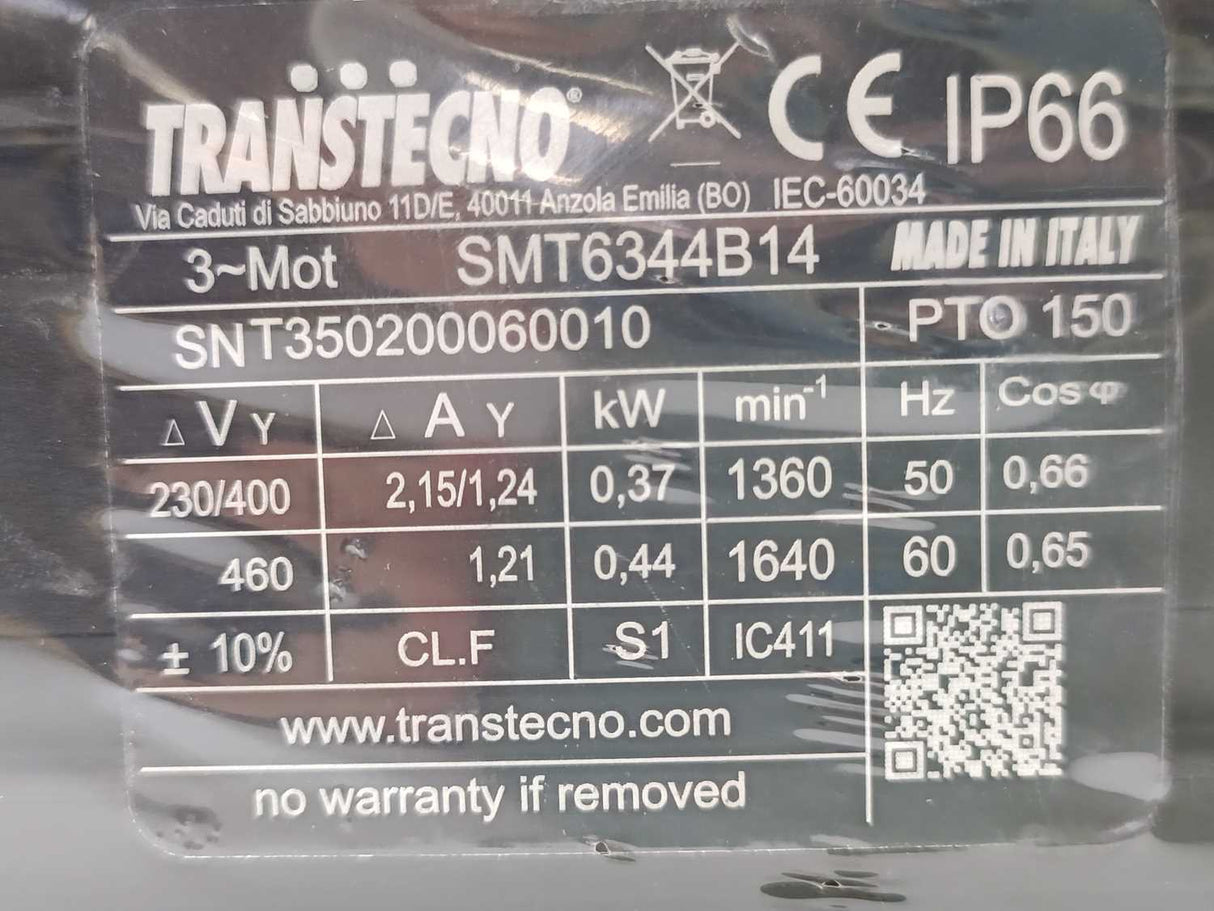 TRANSTECNO® CE IP66
Via Caduti di Sabbiuno 11D/E, 40011 Anzola Emilia (BO) IEC-60034
3~Mot SMT6344B14 MADE IN ITALY
SNT350200060010 PTO 150
△ V Y △ A Y kW min-1 Hz Cos φ
230/400 2,15/1,24 0,37 1360 50 0,66
460 1,21 0,44 1640 60 0,65
± 10% CL.F S1 IC411
www.transtecno.com
no warranty if removed